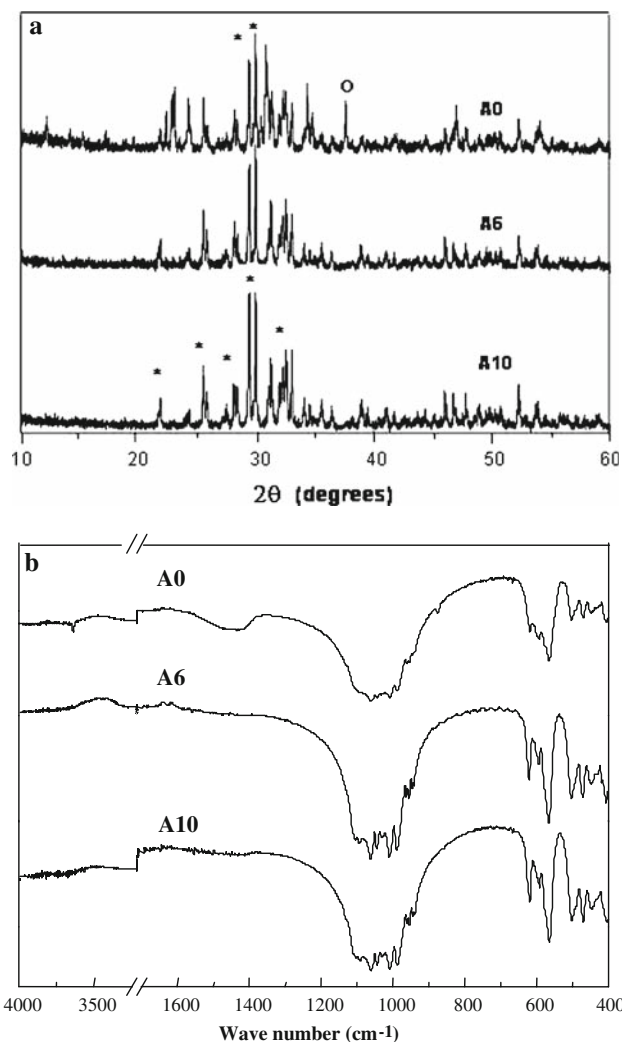 a
* *
O
A0
A6
* * * * *
A10
10 20 30 40 50 60
2θ (degrees)
b
A0
A6
A10
4000 3500 1600 1200 1000 800 600 400
Wave number (cm-1)